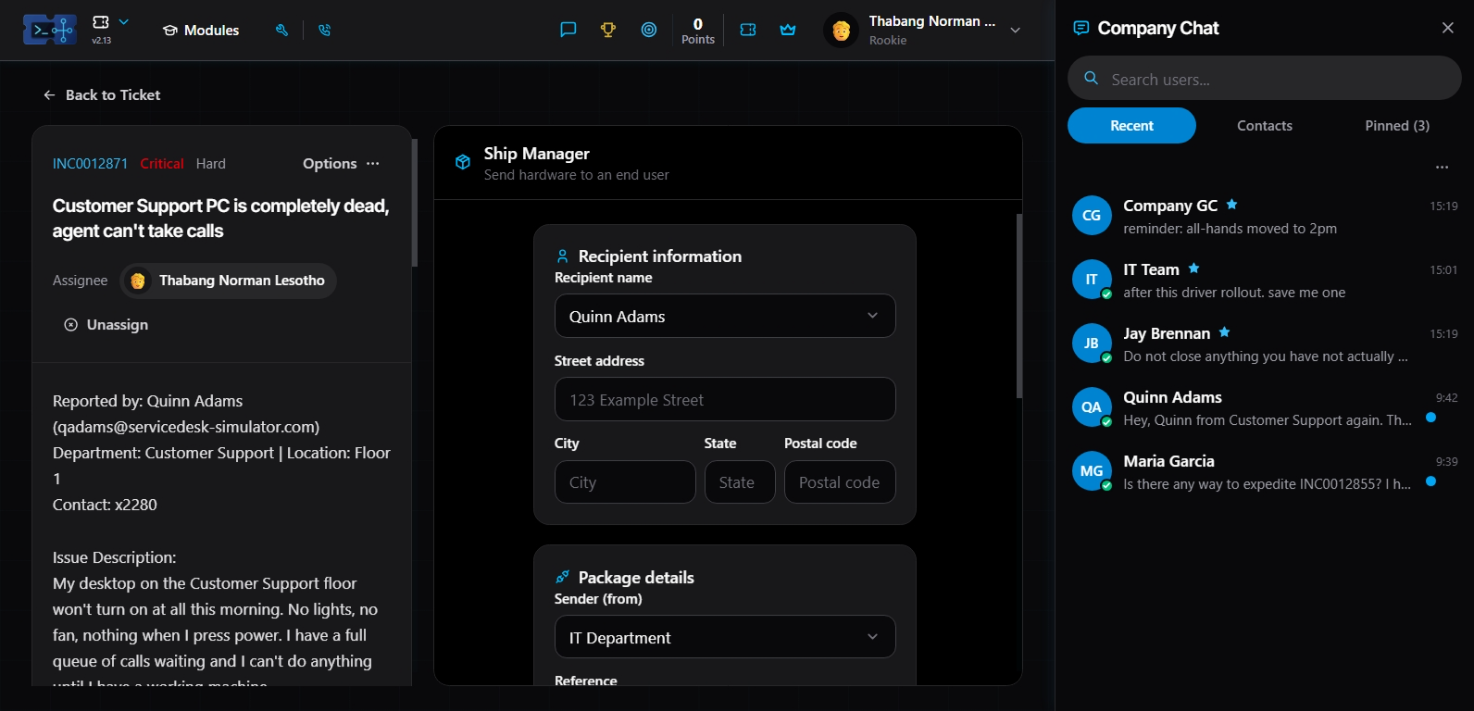 v2.13
Modules
0
Points
Thabang Norman ...
Rookie
Back to Ticket
INC0012871 Critical Hard
Options ...
Customer Support PC is completely dead,
agent can't take calls
Assignee
Thabang Norman Lesotho
Unassign
Reported by: Quinn Adams
(qadams@servicedesk-simulator.com)
Department: Customer Support | Location: Floor
1
Contact: x2280
Issue Description:
My desktop on the Customer Support floor
won't turn on at all this morning. No lights, no
fan, nothing when I press power. I have a full
queue of calls waiting and I can't do anything
until I have a working machine.
Ship Manager
Send hardware to an end user
Recipient information
Recipient name
Quinn Adams
Street address
123 Example Street
City State Postal code
City State Postal code
Package details
Sender (from)
IT Department
Reference
Company Chat
Search users...
Recent Contacts Pinned (3)
...
CG
Company GC
15:19
reminder: all-hands moved to 2pm
IT
IT Team
15:01
after this driver rollout. save me one
JB
Jay Brennan
15:19
Do not close anything you have not actually ...
QA
Quinn Adams
9:42
Hey, Quinn from Customer Support again. Th...
MG
Maria Garcia
9:39
Is there any way to expedite INC0012855? I h...